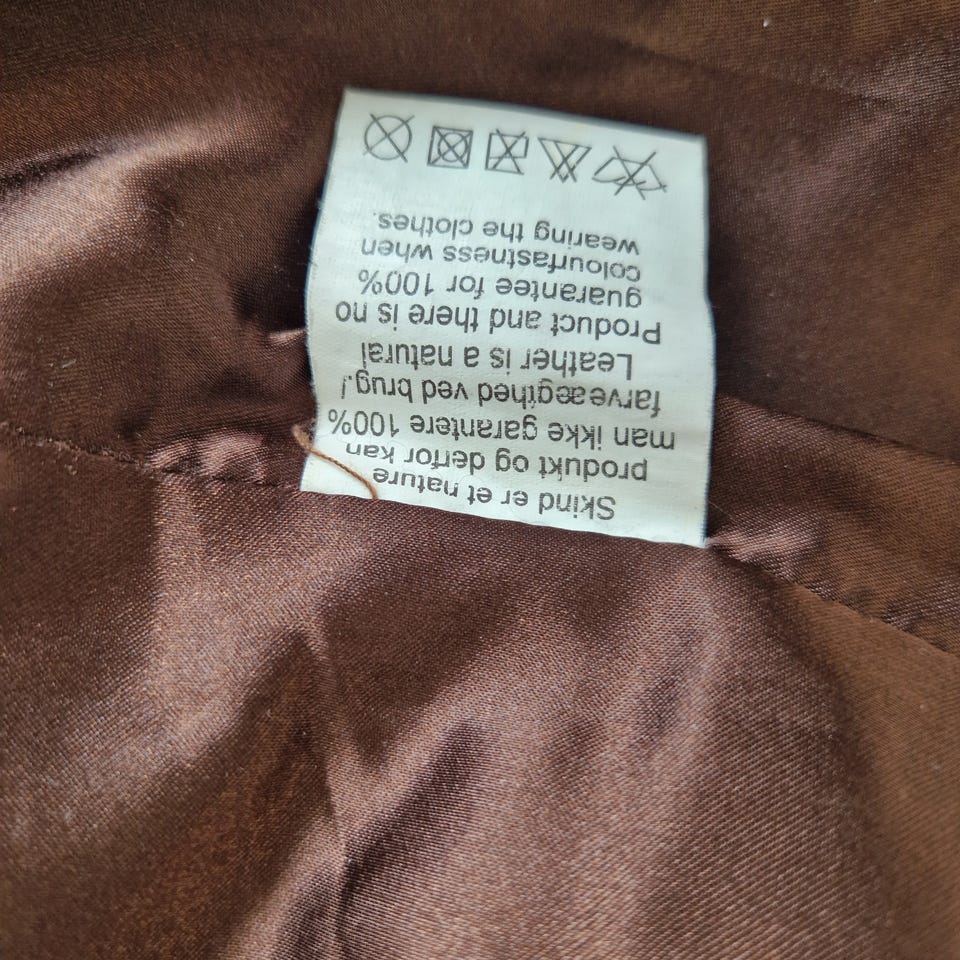 Skind er et nature
produkt og derfor kan
man ikke garantere 100%
farveægthed ved brug.!
Leather is a natural
Product and there is no
guarantee for 100%
colourfastness when
wearing the clothes.